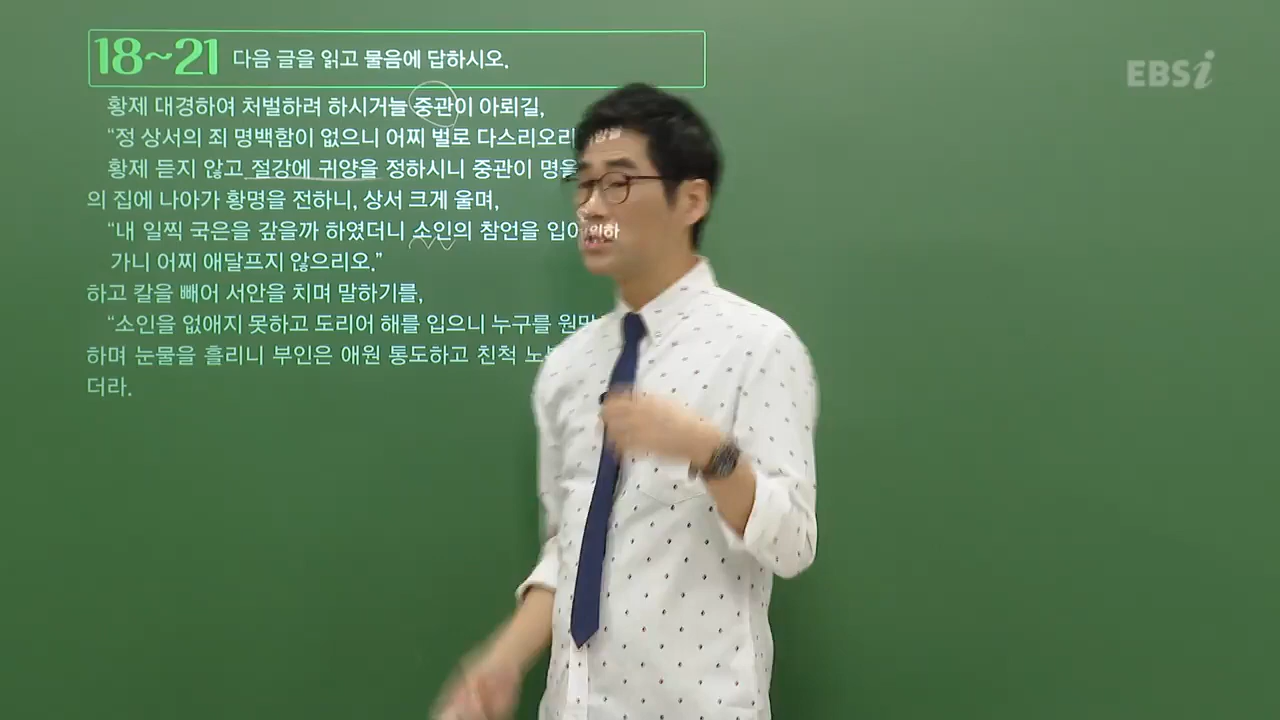 18~21 다음 글을 읽고 물음에 답하시오.
EBSi
황제 대경하여 처벌하려 하시거늘 중관이 아뢰길,
“정 상서의 죄 명백함이 없으니 어찌 벌로 다스리오리
황제 듣지 않고 절강에 귀양을 정하시니 중관이 명을
의 집에 나아가 황명을 전하니, 상서 크게 울며,
“내 일찍 국은을 갚을까 하였더니 소인의 참언을 입어
가니 어찌 애달프지 않으리오.”
하고 칼을 빼어 서안을 치며 말하기를,
“소인을 없애지 못하고 도리어 해를 입으니 누구를
하며 눈물을 흘리니 부인은 애원 통도하고 친척
더라.